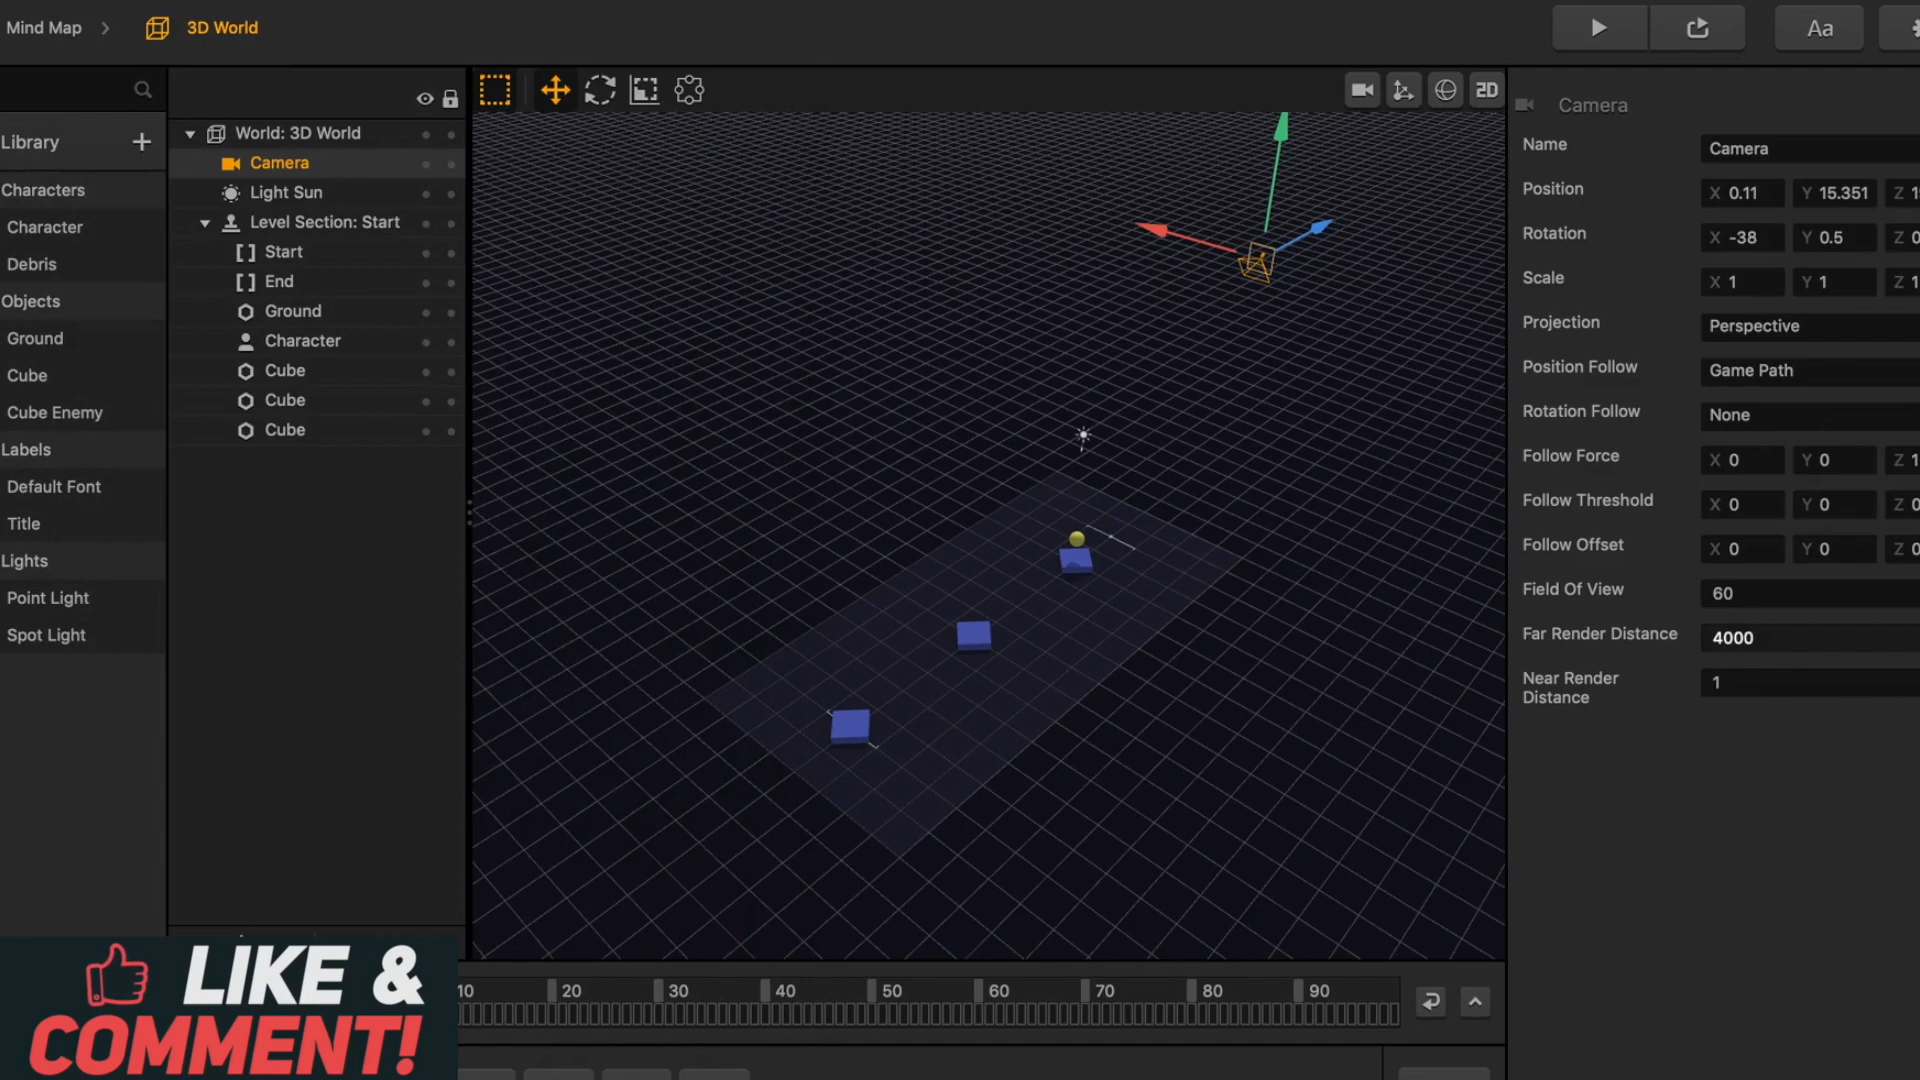 Mind Map
3D World
Aa
Library
Characters
Character
Debris
Objects
Ground
Cube
Cube Enemy
Labels
Default Font
Title
Lights
Point Light
Spot Light
World: 3D World
Camera
Light Sun
Level Section: Start
Start
End
Ground
Character
Cube
Cube
Cube
2D
Camera
Name Camera
Position X 0.11 Y 15.351 Z
Rotation X -38 Y 0.5 Z
Scale X 1 Y 1 Z 1
Projection Perspective
Position Follow Game Path
Rotation Follow None
Follow Force X 0 Y 0 Z 1
Follow Threshold X 0 Y 0 Z 0
Follow Offset X 0 Y 0 Z 0
Field Of View 60
Far Render Distance 4000
Near Render Distance 1
10 20 30 40 50 60 70 80 90
LIKE &
COMMENT!